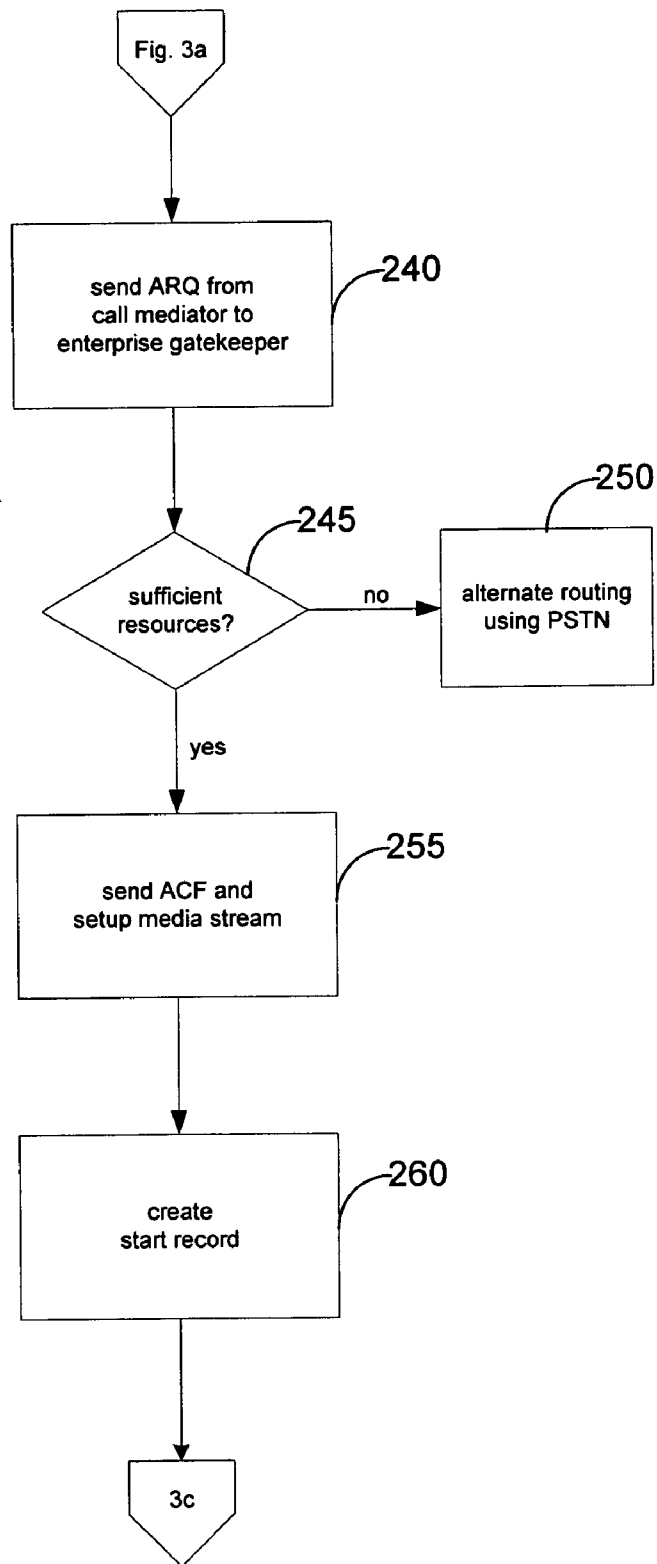 Fig. 3a
send ARQ from
call mediator to
enterprise gatekeeper
240
sufficient
resources?
245
no
alternate routing
using PSTN
250
yes
send ACF and
setup media stream
255
create
start record
260
3c